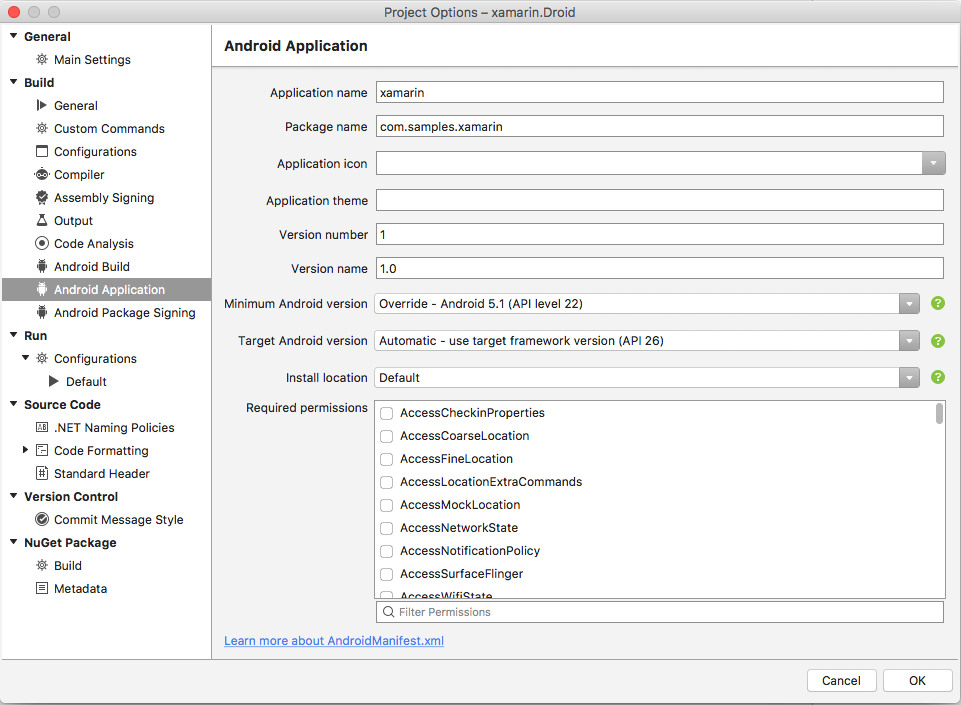 Project Options – xamarin.Droid
General
Main Settings
Build
General
Custom Commands
Configurations
Compiler
Assembly Signing
Output
Code Analysis
Android Build
Android Application
Android Package Signing
Run
Configurations
Default
Source Code
.NET Naming Policies
Code Formatting
Standard Header
Version Control
Commit Message Style
NuGet Package
Build
Metadata
Android Application
Application name xamarin
Package name com.samples.xamarin
Application icon
Application theme
Version number 1
Version name 1.0
Minimum Android version Override - Android 5.1 (API level 22) ?
Target Android version Automatic - use target framework version (API 26) ?
Install location Default ?
Required permissions
AccessCheckinProperties
AccessCoarseLocation
AccessFineLocation
AccessLocationExtraCommands
AccessMockLocation
AccessNetworkState
AccessNotificationPolicy
AccessSurfaceFlinger
AccessWifiState
Filter Permissions
Learn more about AndroidManifest.xml
Cancel OK